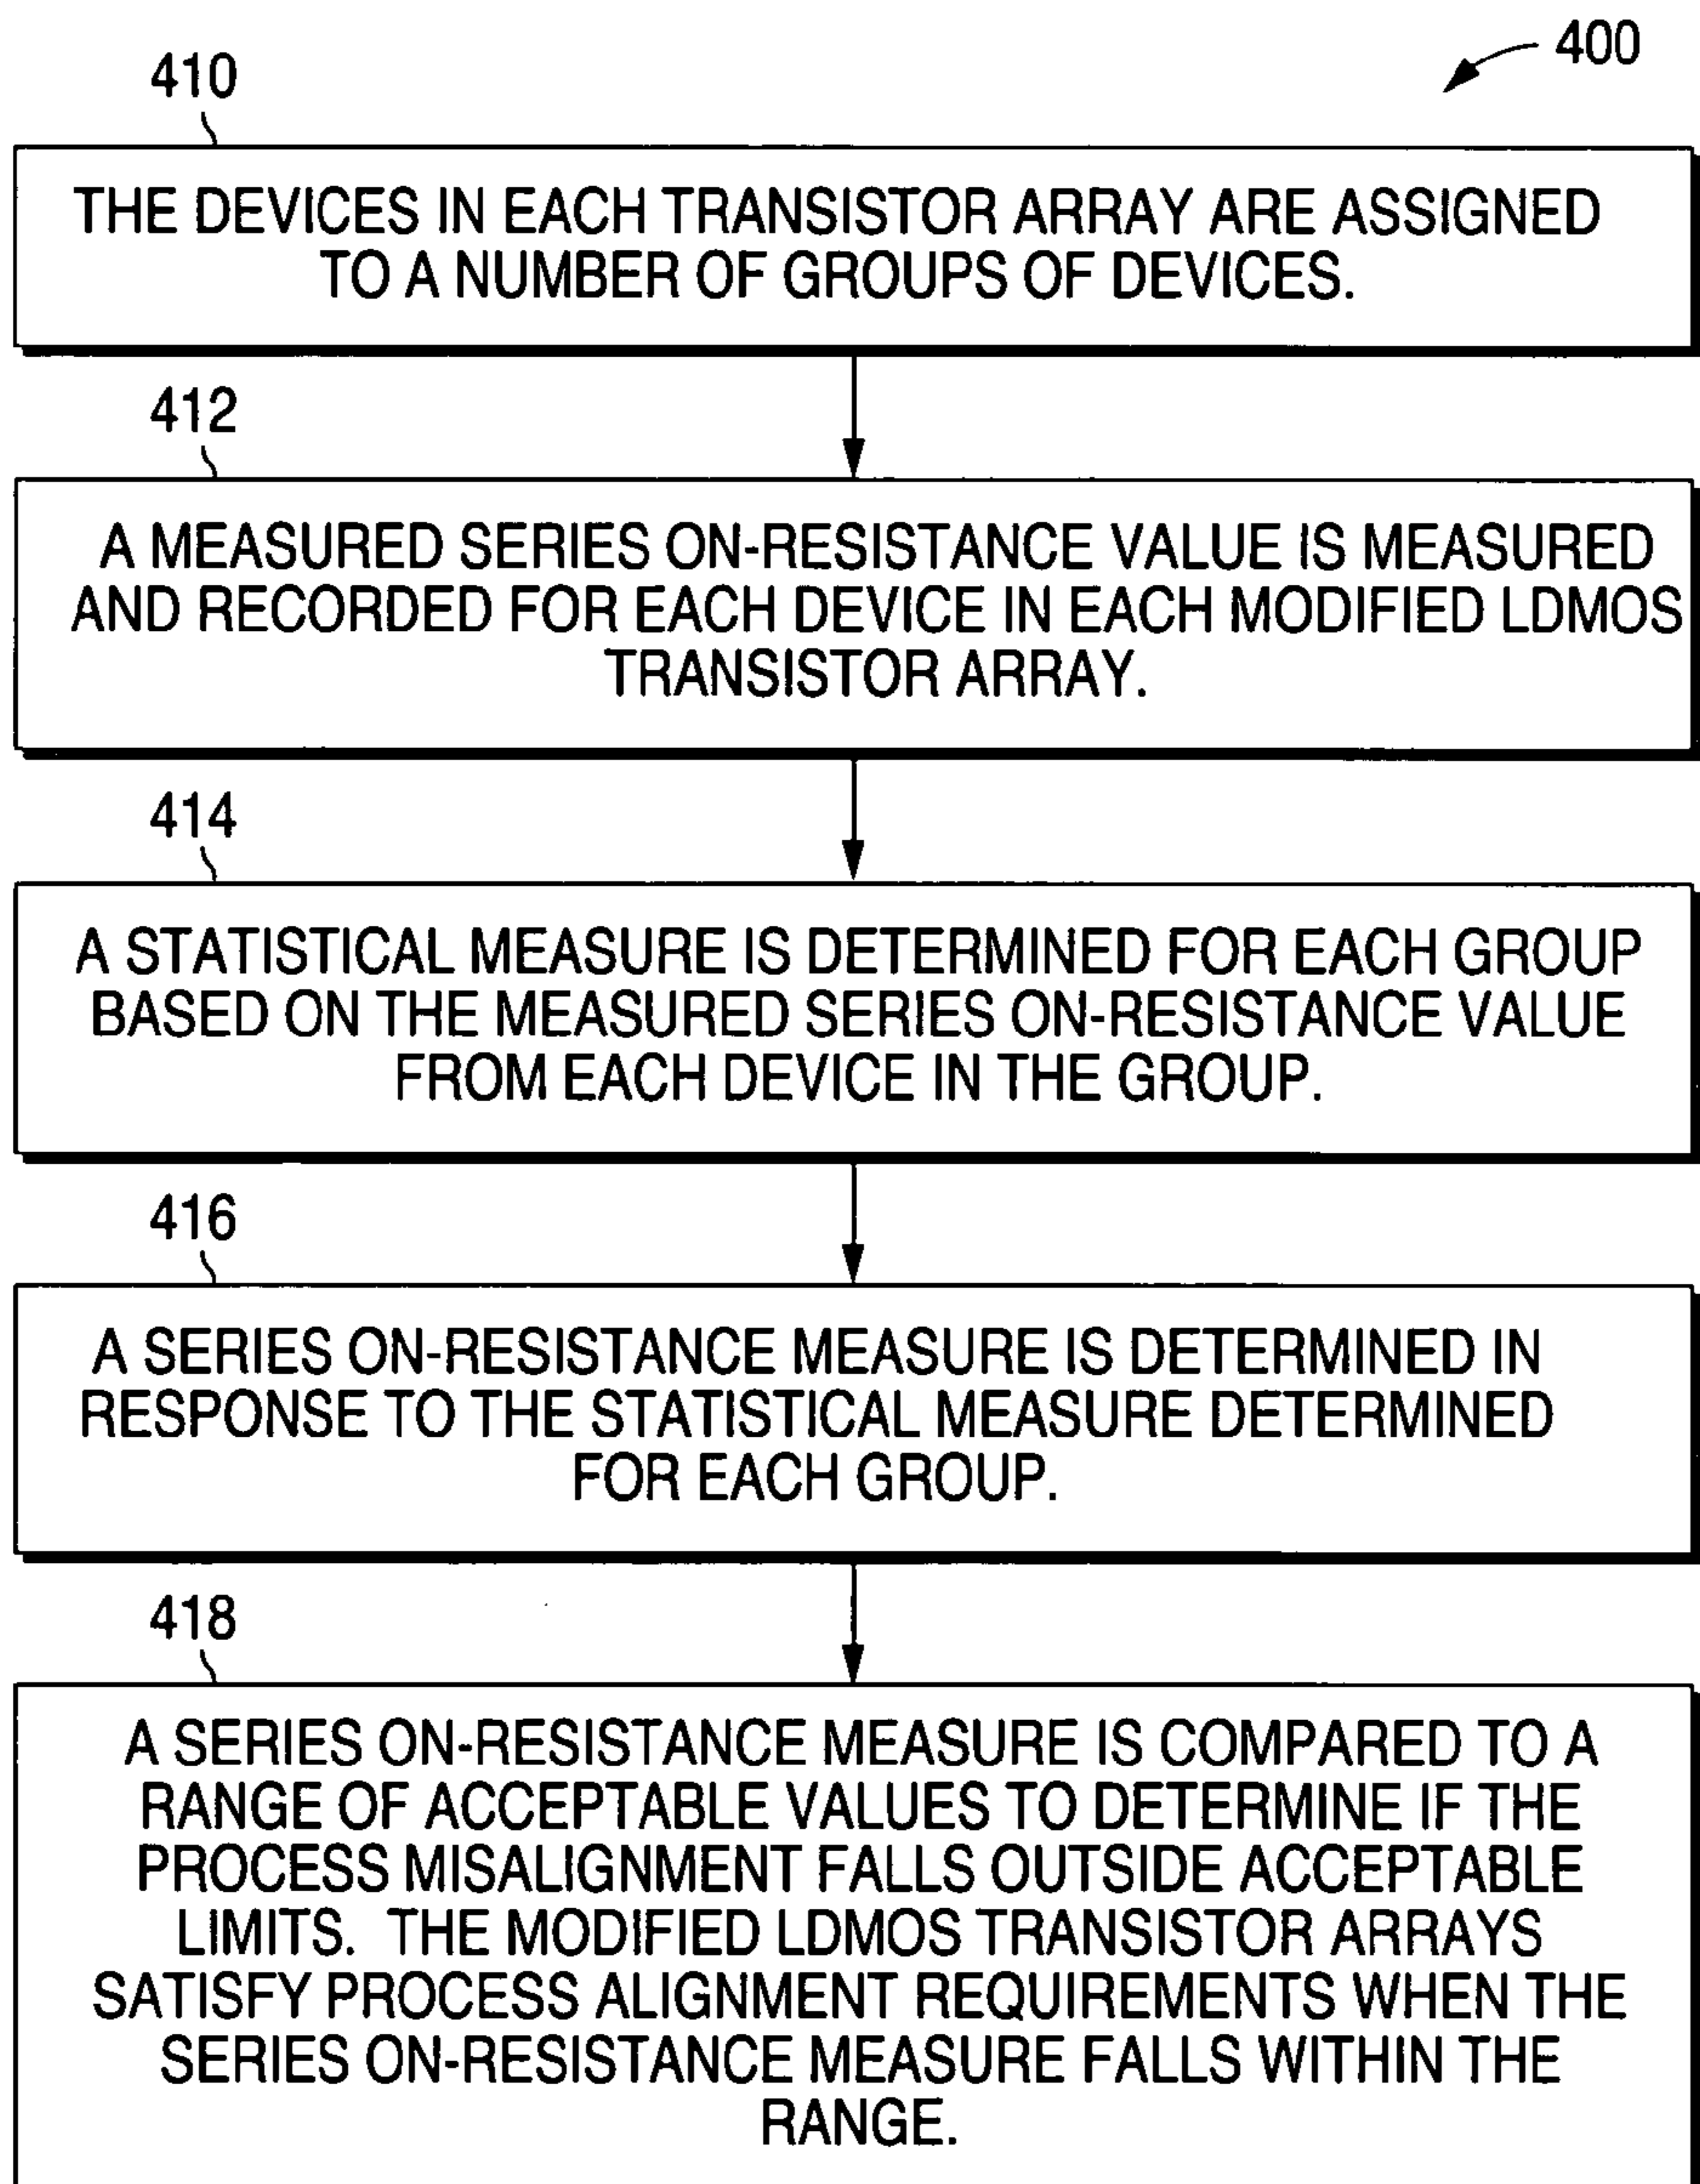 400
410
THE DEVICES IN EACH TRANSISTOR ARRAY ARE ASSIGNED
TO A NUMBER OF GROUPS OF DEVICES.
412
A MEASURED SERIES ON-RESISTANCE VALUE IS MEASURED
AND RECORDED FOR EACH DEVICE IN EACH MODIFIED LDMOS
TRANSISTOR ARRAY.
414
A STATISTICAL MEASURE IS DETERMINED FOR EACH GROUP
BASED ON THE MEASURED SERIES ON-RESISTANCE VALUE
FROM EACH DEVICE IN THE GROUP.
416
A SERIES ON-RESISTANCE MEASURE IS DETERMINED IN
RESPONSE TO THE STATISTICAL MEASURE DETERMINED
FOR EACH GROUP.
418
A SERIES ON-RESISTANCE MEASURE IS COMPARED TO A
RANGE OF ACCEPTABLE VALUES TO DETERMINE IF THE
PROCESS MISALIGNMENT FALLS OUTSIDE ACCEPTABLE
LIMITS. THE MODIFIED LDMOS TRANSISTOR ARRAYS
SATISFY PROCESS ALIGNMENT REQUIREMENTS WHEN THE
SERIES ON-RESISTANCE MEASURE FALLS WITHIN THE
RANGE.